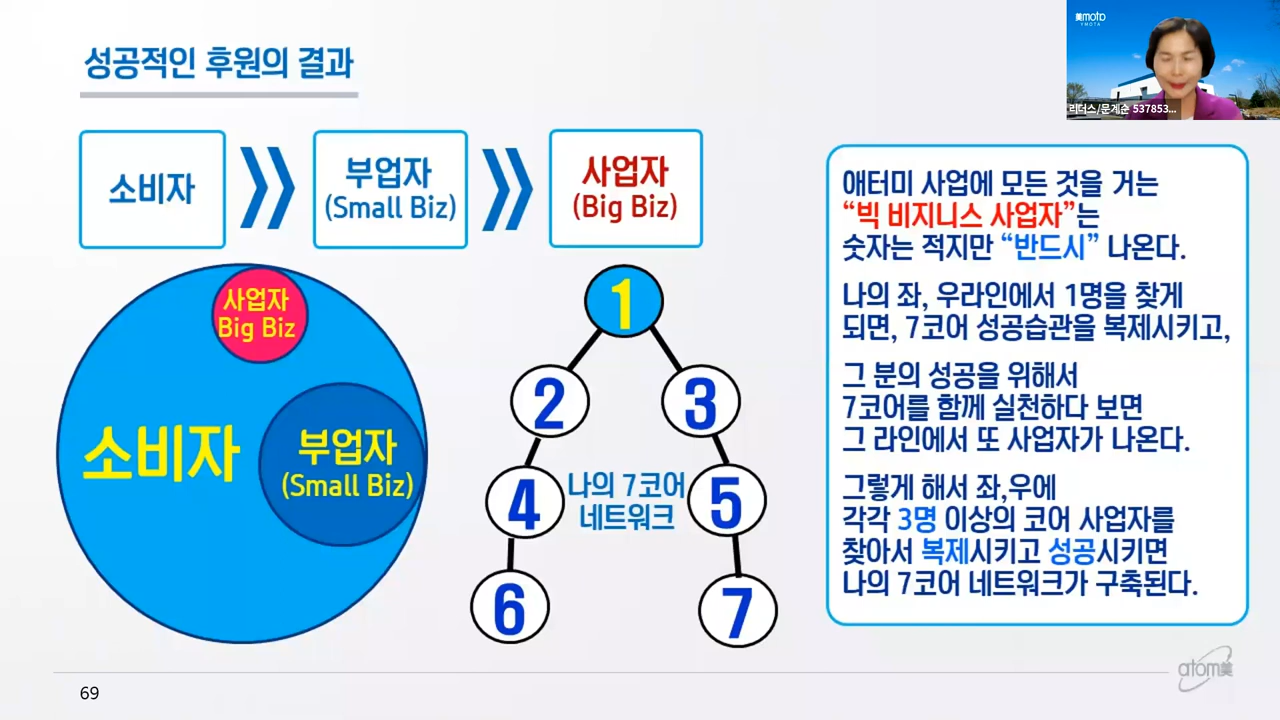 성공적인 후원의 결과
소비자
부업자
(Small Biz)
사업자
(Big Biz)
사업자
Big Biz
소비자
부업자
(Small Biz)
1
2
3
4
5
6
7
나의 7코어
네트워크
애터미 사업에 모든 것을 거는
“빅 비지니스 사업자”는
숫자는 적지만 “반드시” 나온다.
나의 좌, 우라인에서 1명을 찾게
되면, 7코어 성공습관을 복제시키고,
그 분의 성공을 위해서
7코어를 함께 실천하다 보면
그 라인에서 또 사업자가 나온다.
그렇게 해서 좌,우에
각각 3명 이상의 코어 사업자를
찾아서 복제시키고 성공시키면
나의 7코어 네트워크가 구축된다.
atom美
69
리더스/문계순 537853...